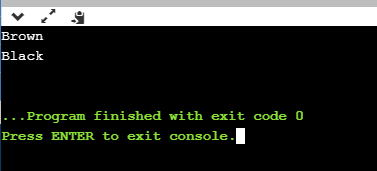 Brown
Black
...Program finished with exit code 0
Press ENTER to exit console.